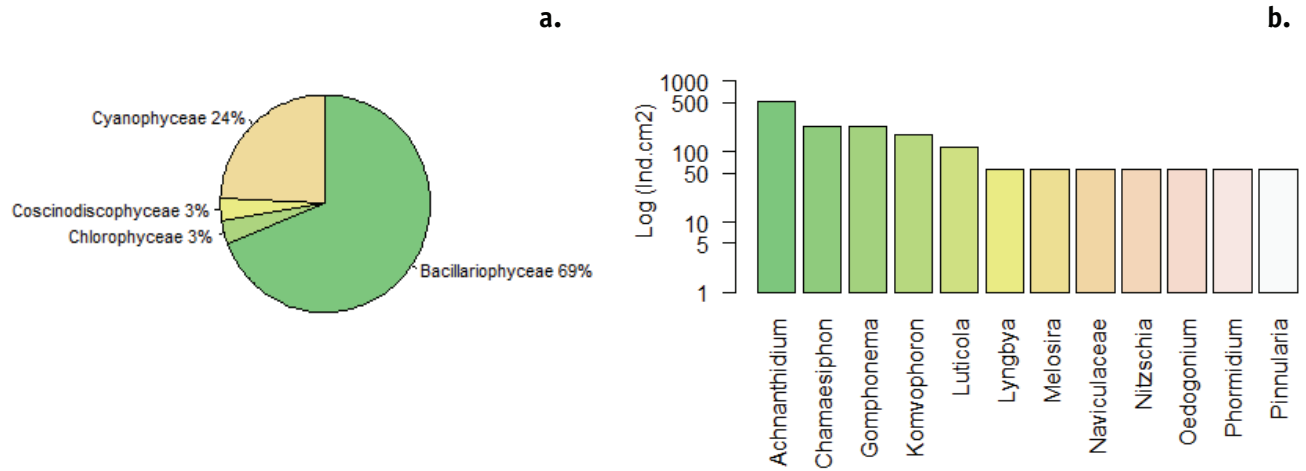 a.
Cyanophyceae 24%
Coscinodiscophyceae 3%
Chlorophyceae 3%
Bacillariophyceae 69%
b.
Log (Ind.cm2)
1000
500
100
50
10
5
1
Achnanthidium
Chamaesiphon
Gomphonema
Komvophoron
Luticola
Lyngbya
Melosira
Naviculaceae
Nitzschia
Oedogonium
Phormidium
Pinnularia